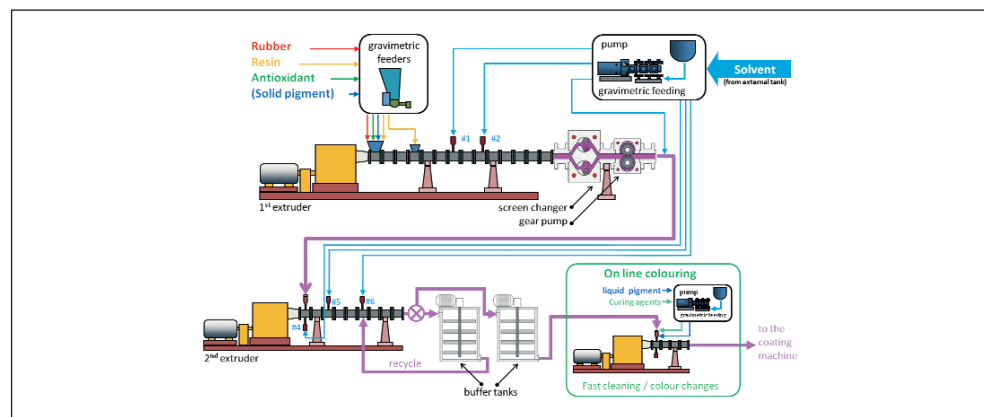 Rubber
Resin
Antioxidant
(Solid pigment)
gravimetric
feeders
pump
gravimetric feeding
Solvent
(from external tank)
#1
#2
1st extruder
screen changer
gear pump
#5
#6
#4
2nd extruder
recycle
buffer tanks
On line colouring
liquid pigment
Curing agents
pump
gravimetric feeding
Fast cleaning / colour changes
to the
coating
machine